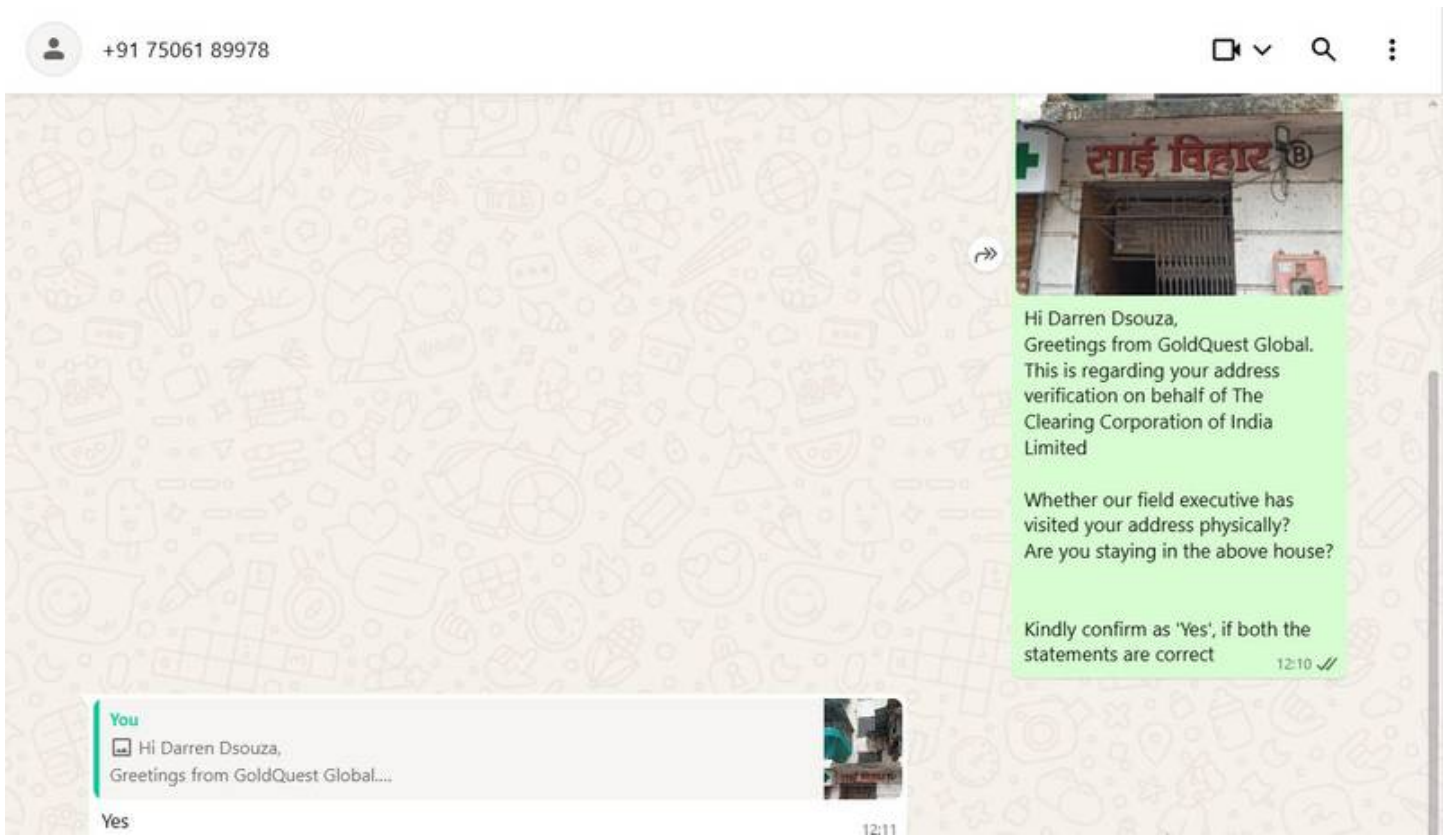 +91 75061 89978
साई विहार B
Hi Darren Dsouza,
Greetings from GoldQuest Global.
This is regarding your address
verification on behalf of The
Clearing Corporation of India
Limited
Whether our field executive has
visited your address physically?
Are you staying in the above house?
Kindly confirm as 'Yes', if both the
statements are correct
12:10
You
Hi Darren Dsouza,
Greetings from GoldQuest Global....
Yes
12:11